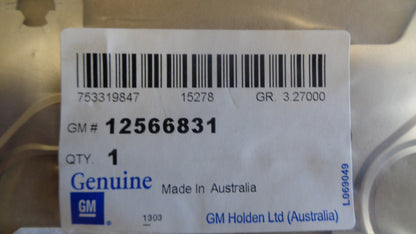 753319847 15278 GR. 3.27000
GM # 12566831
QTY. 1
Genuine Made In Australia
GM
1303 GM Holden Ltd (Australia)
L069049